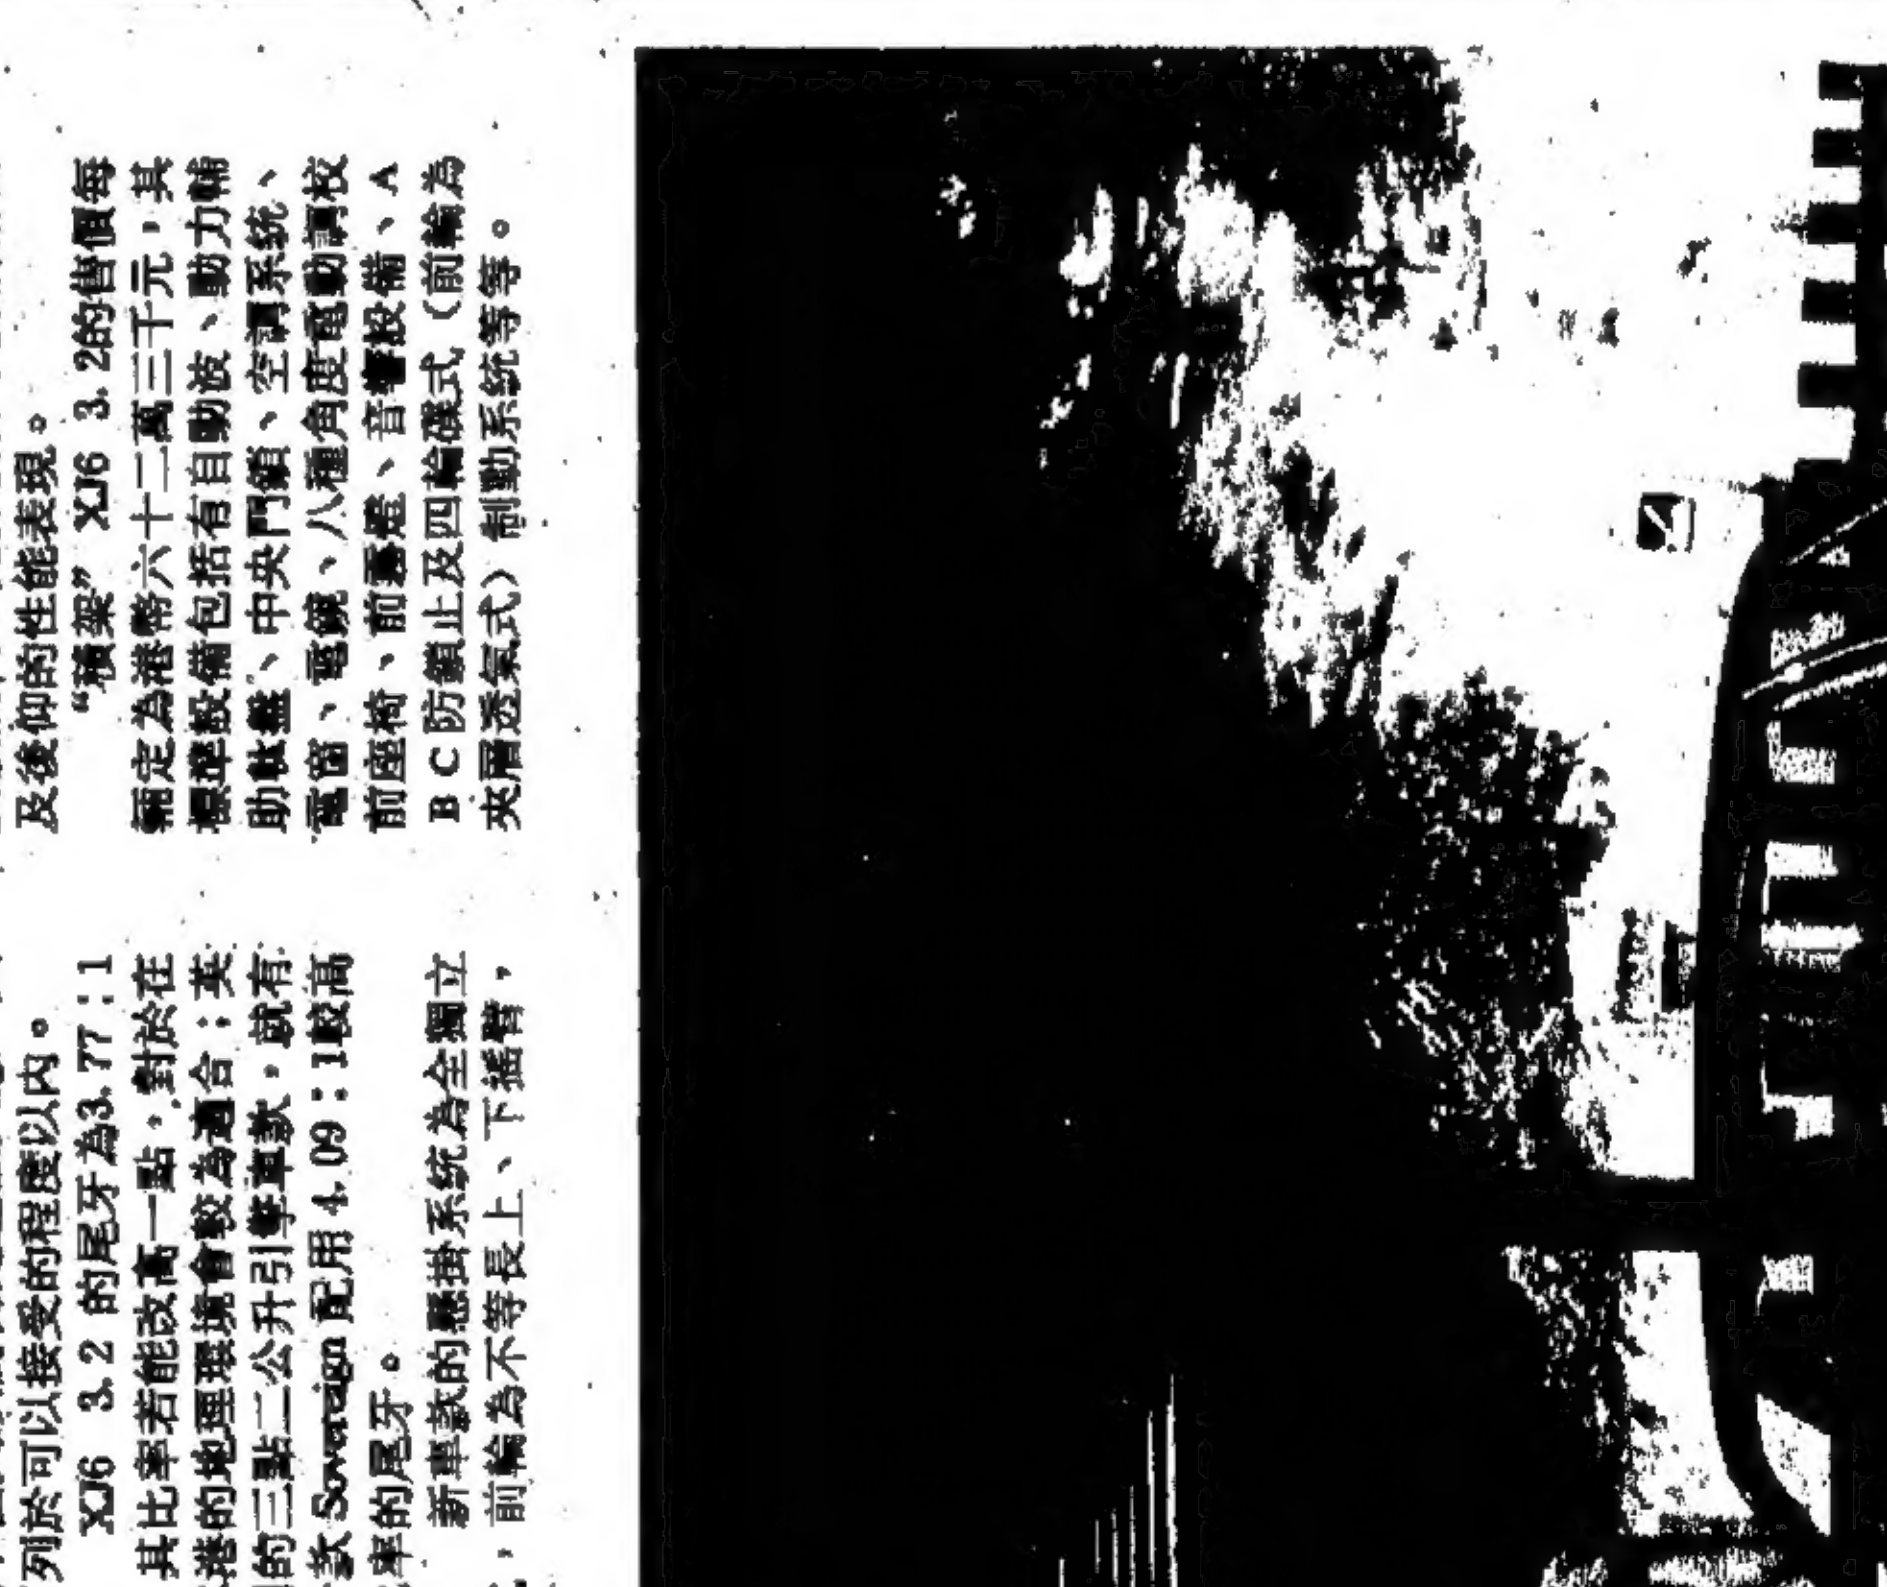 列於可以接受的程度以內。
XJ6 3.2 的尾牙為3.77:1
其比率若能改高一點,對於在
港的地理環境會較為適合;英
的三點二公升引擎車款,就有
款 Sovereign 配用 4.09:1較高
率的尾牙。
新車款的懸掛系統為全獨立
,前輪為不等長上、下搖臂,
及後仰的性能表現。
“積架” XJ6 3.2的售價每
輛定為港幣六十二萬三千元,其
標準設備包括有自動波、動力輔
助軚盤、中央門鎖、空調系統、
電窗、電鏡、八種角度電動調校
前座椅、前霧燈、音響設備、A
B C 防鎖止及四輪碟式(前輪為
夾層透氣式)制動系統等等。